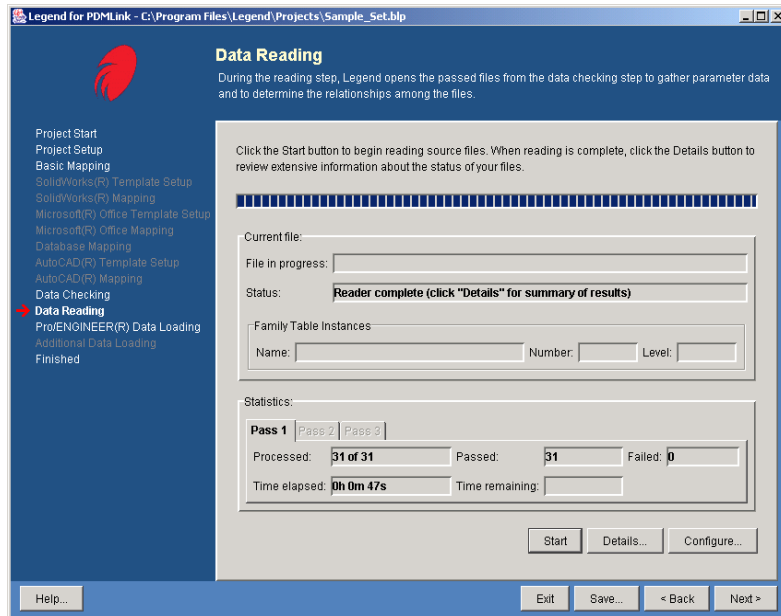 Legend for PDMLink - C:\Program Files\Legend\Projects\Sample_Set.blp
Data Reading
During the reading step, Legend opens the passed files from the data checking step to gather parameter data
and to determine the relationships among the files.
Project Start
Project Setup
Basic Mapping
SolidWorks(R) Template Setup
SolidWorks(R) Mapping
Microsoft(R) Office Template Setup
Microsoft(R) Office Mapping
Database Mapping
AutoCAD(R) Template Setup
AutoCAD(R) Mapping
Data Checking
Data Reading
Pro/ENGINEER(R) Data Loading
Additional Data Loading
Finished
Click the Start button to begin reading source files. When reading is complete, click the Details button to
review extensive information about the status of your files.
Current file:
File in progress:
Status: Reader complete (click "Details" for summary of results)
Family Table Instances
Name: Number: Level:
Statistics:
Pass 1 Pass 2 Pass 3
Processed: 31 of 31 Passed: 31 Failed: 0
Time elapsed: 0h 0m 47s Time remaining:
Start Details... Configure...
Help... Exit Save... < Back Next >